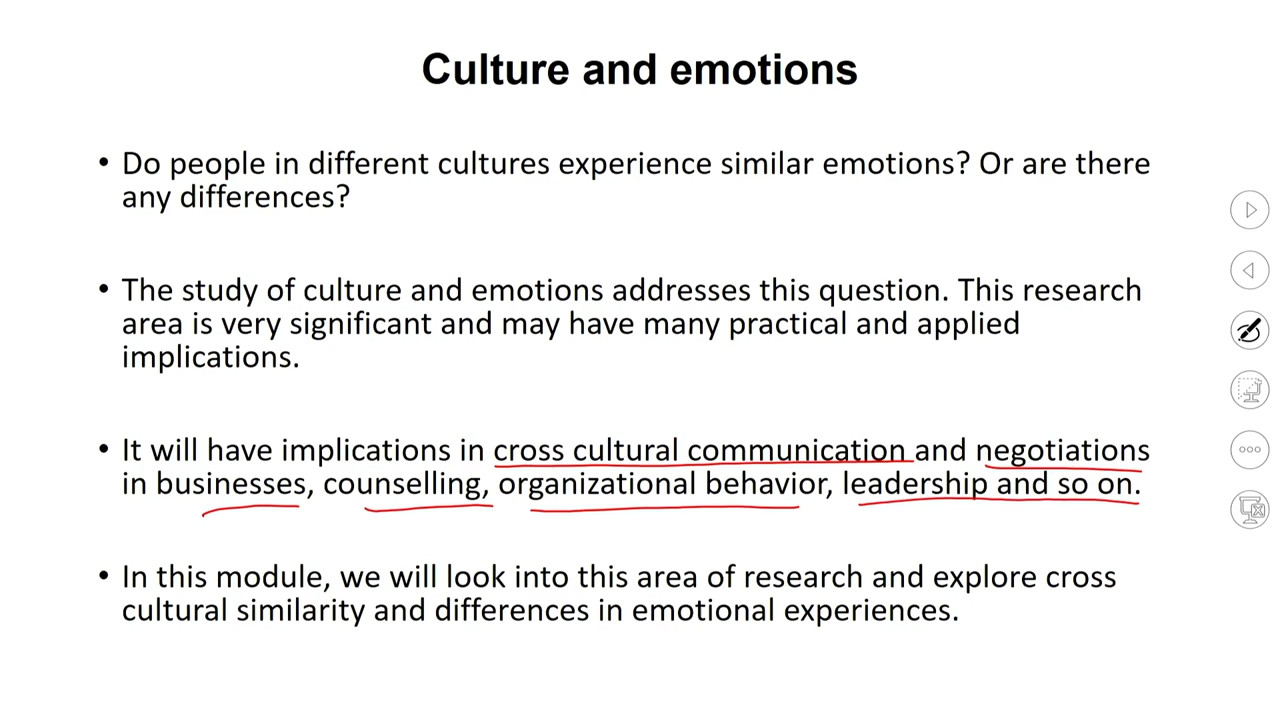 Culture and emotions
• Do people in different cultures experience similar emotions? Or are there
any differences?
• The study of culture and emotions addresses this question. This research
area is very significant and may have many practical and applied
implications.
• It will have implications in cross cultural communication and negotiations
in businesses, counselling, organizational behavior, leadership and so on.
• In this module, we will look into this area of research and explore cross
cultural similarity and differences in emotional experiences.